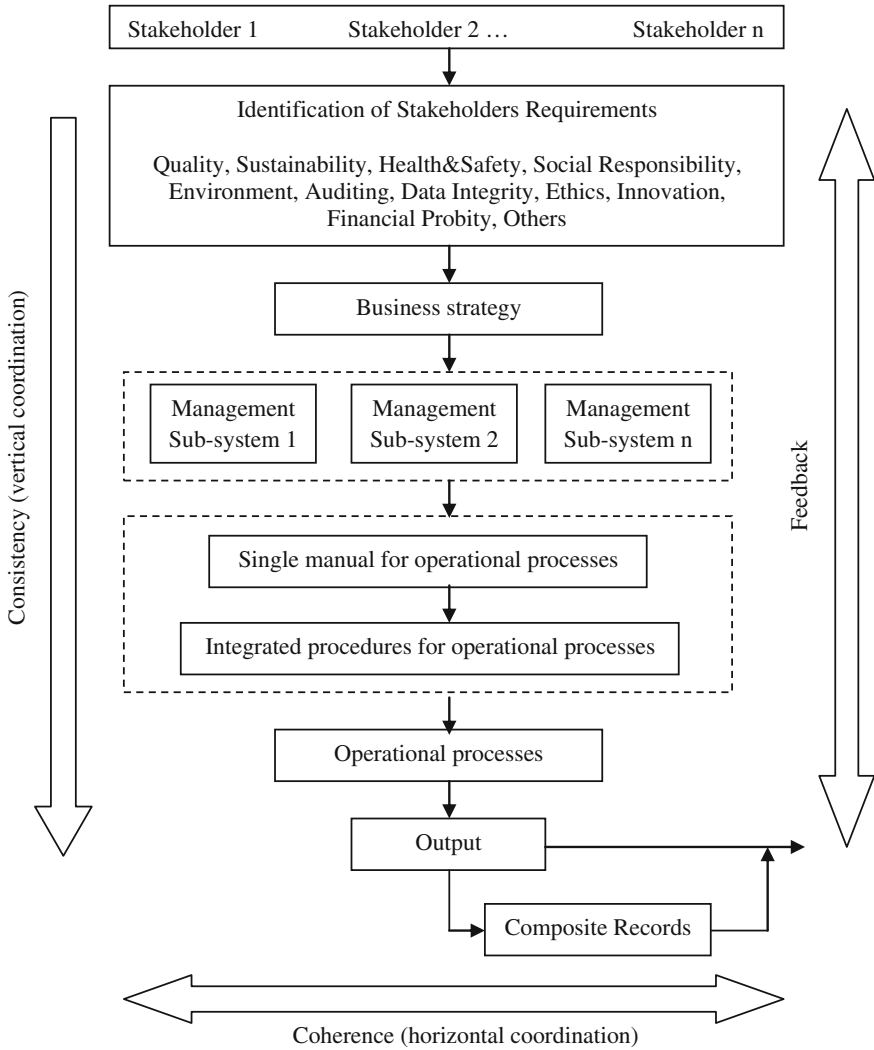 Stakeholder 1 Stakeholder 2 … Stakeholder n
Identification of Stakeholders Requirements
Quality, Sustainability, Health&Safety, Social Responsibility,
Environment, Auditing, Data Integrity, Ethics, Innovation,
Financial Probity, Others
Business strategy
Management
Sub-system 1
Management
Sub-system 2
Management
Sub-system n
Single manual for operational processes
Integrated procedures for operational processes
Operational processes
Output
Composite Records
Consistency (vertical coordination)
Feedback
Coherence (horizontal coordination)